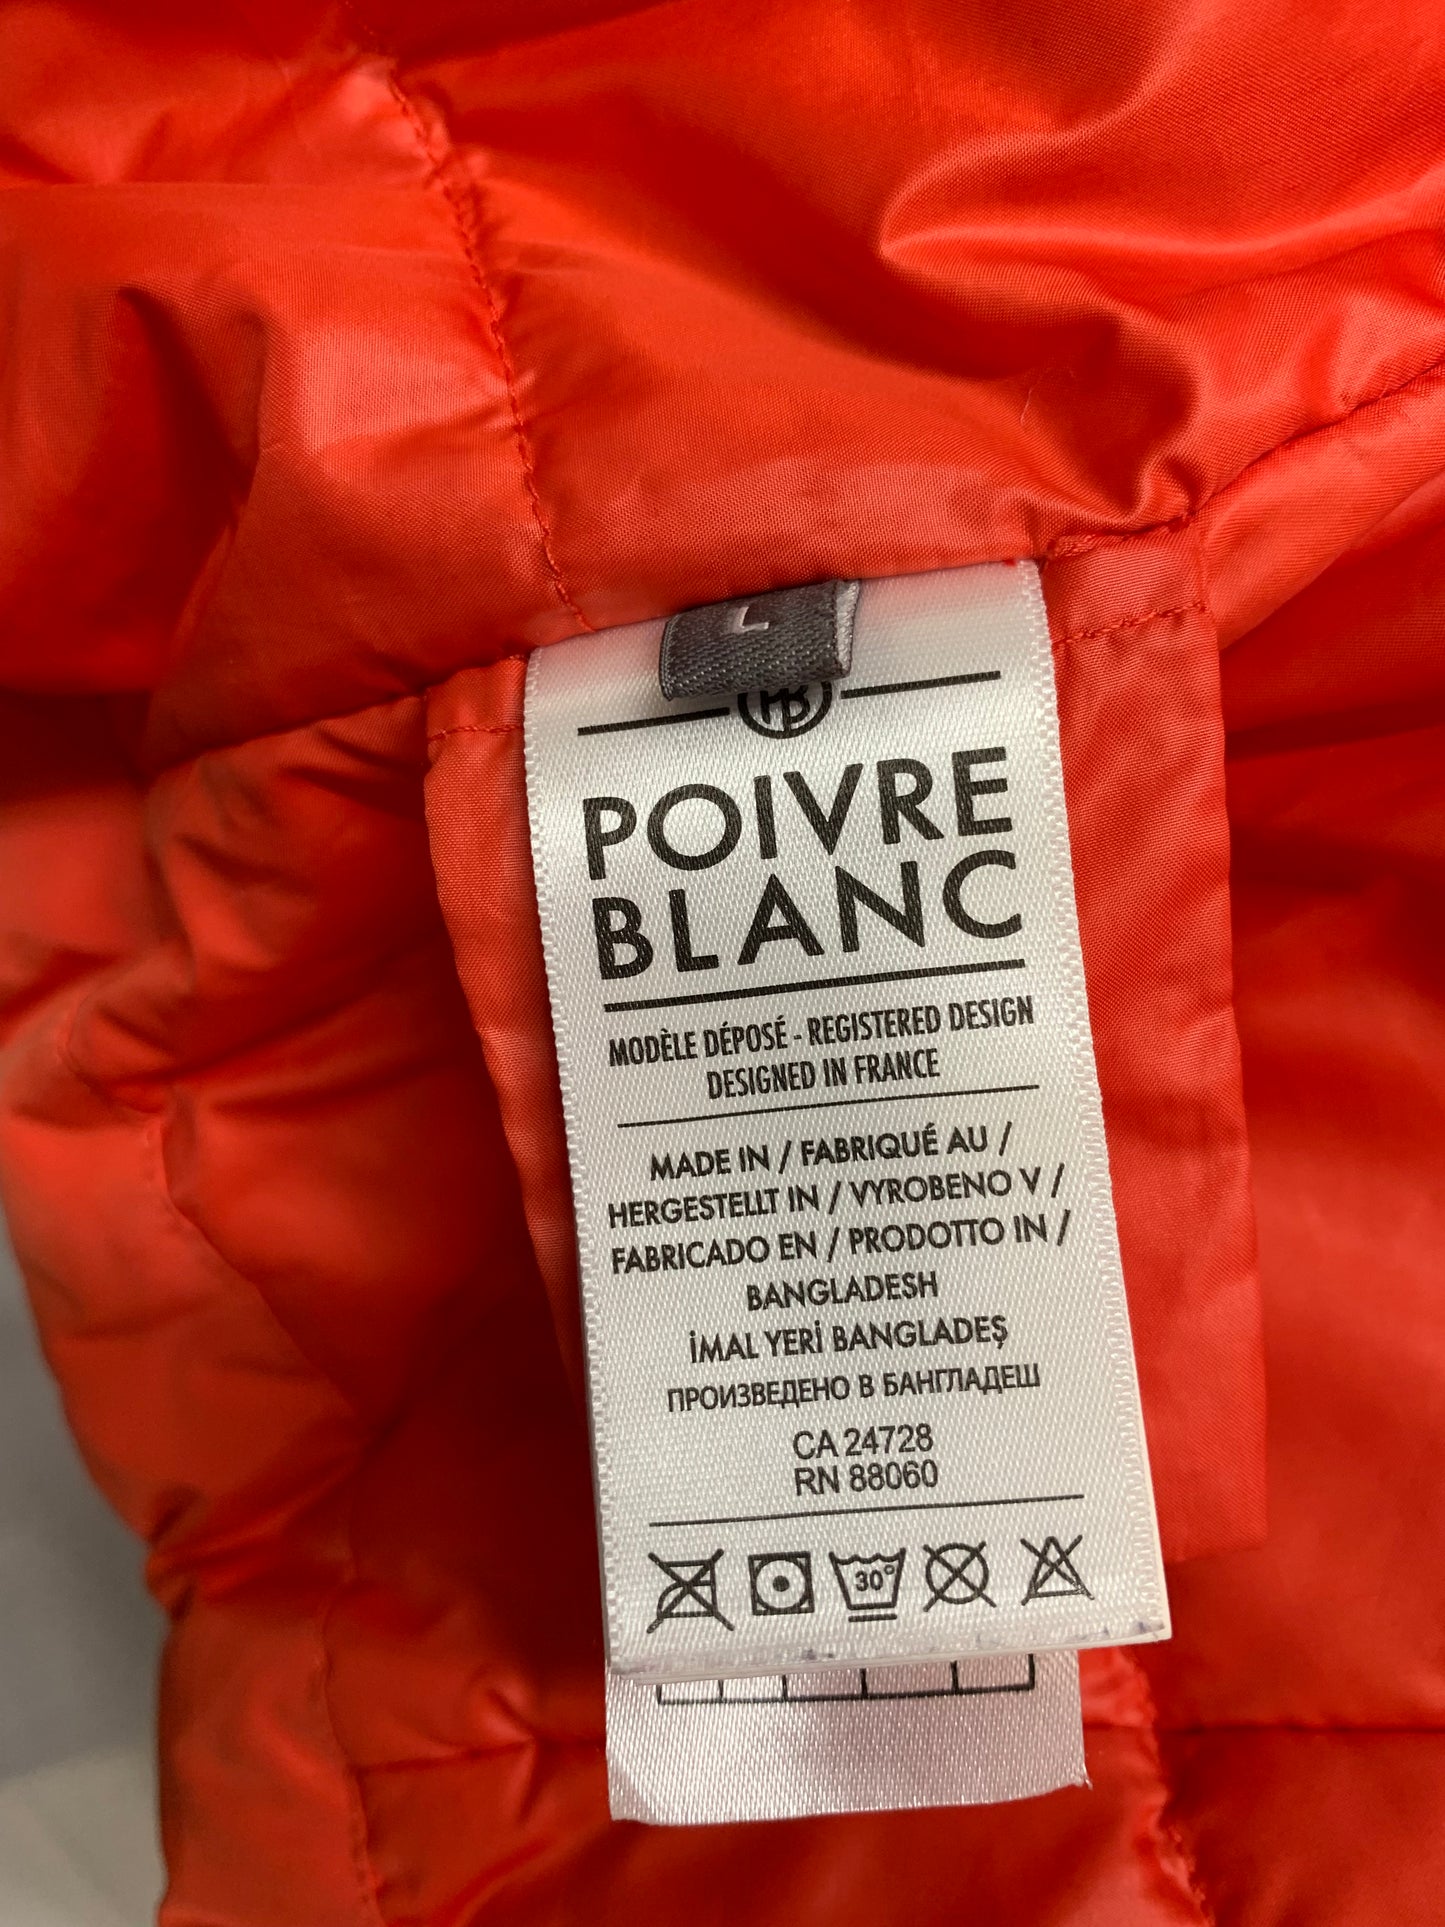 L
PB
POIVRE
BLANC
MODÈLE DÉPOSÉ - REGISTERED DESIGN
DESIGNED IN FRANCE
MADE IN / FABRIQUÉ AU /
HERGESTELLT IN / VYROBENO V /
FABRICADO EN / PRODOTTO IN /
BANGLADESH
İMAL YERİ BANGLADEŞ
ПРОИЗВЕДЕНО В БАНГЛАДЕШ
CA 24728
RN 88060
30°